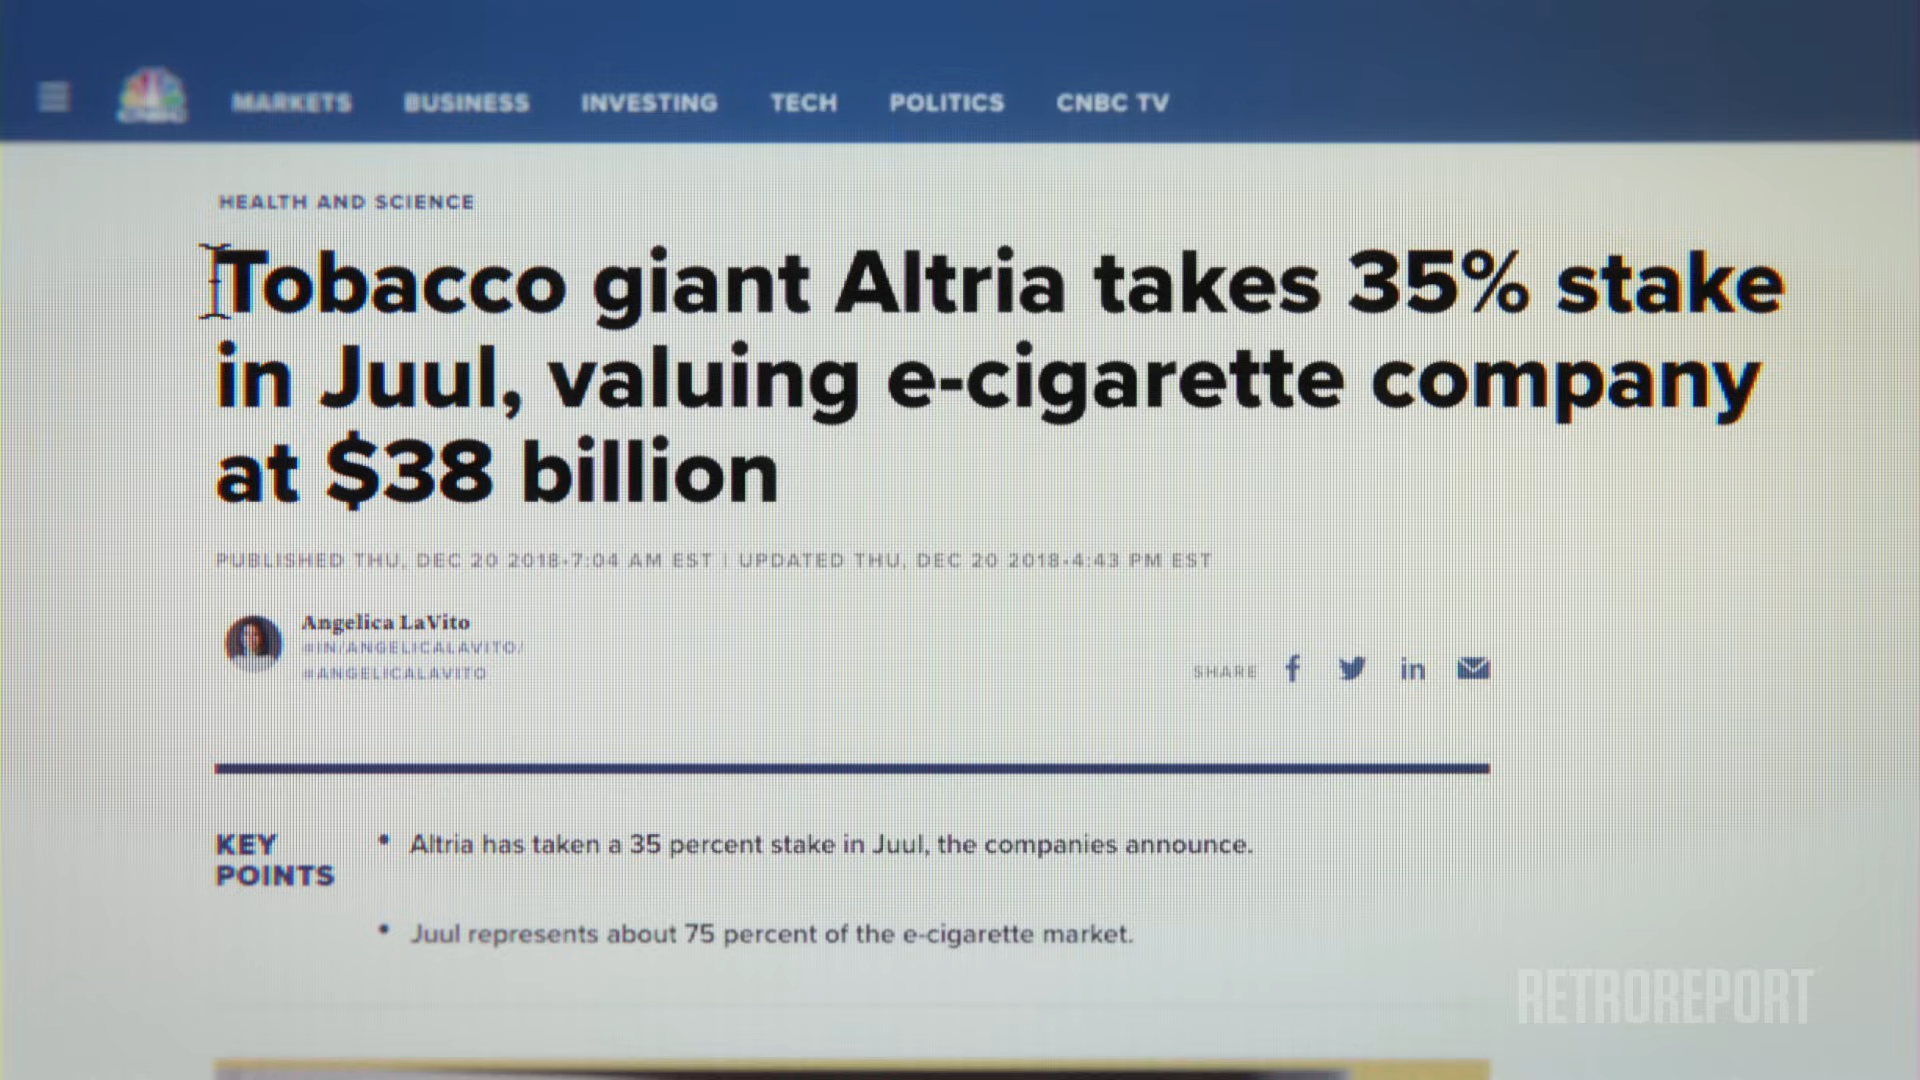 CNBC MARKETS BUSINESS INVESTING TECH POLITICS CNBC TV
HEALTH AND SCIENCE
Tobacco giant Altria takes 35% stake
in Juul, valuing e-cigarette company
at $38 billion
PUBLISHED THU, DEC 20 2018•7:04 AM EST | UPDATED THU, DEC 20 2018•4:43 PM EST
Angelica LaVito
@IN/ANGELICALAVITO/
@ANGELICALAVITO
SHARE
KEY
POINTS
• Altria has taken a 35 percent stake in Juul, the companies announce.
• Juul represents about 75 percent of the e-cigarette market.
RETROREPORT